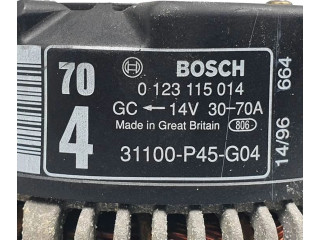 70
4
BOSCH
0 123 115 014
GC ← 14V 30-70A
Made in Great Britain 806
31100-P45-G04
14/96 664